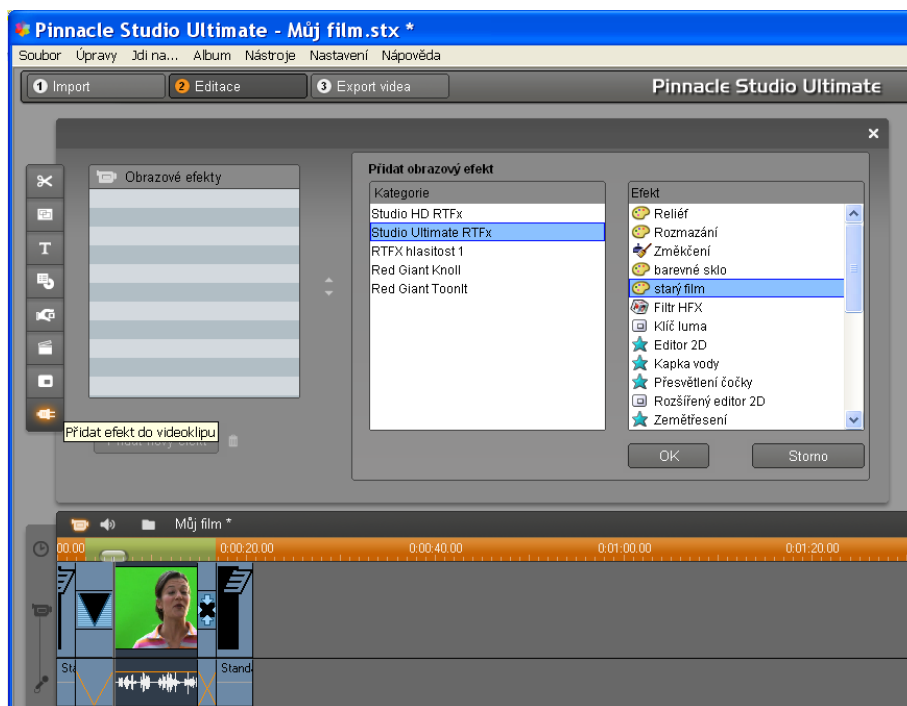 Pinnacle Studio Ultimate - Můj film.stx *
Soubor Úpravy Jdi na... Album Nástroje Nastavení Nápověda
1 Import 2 Editace 3 Export videa Pinnacle Studio Ultimate
Přidat obrazový efekt
Obrazové efekty
Kategorie
Studio HD RTFx
Studio Ultimate RTFx
RTFX hlasitost 1
Red Giant Knoll
Red Giant ToonIt
Efekt
Reliéf
Rozmazání
Změkčení
barevné sklo
starý film
Filtr HFX
Klíč luma
Editor 2D
Kapka vody
Přesvětlení čočky
Rozšířený editor 2D
Zemětřesení
T
Přidat efekt do videoklipu
OK Storno
Můj film *
00.00 0:00:20.00 0:00:40.00 0:01:00.00 0:01:20.00
Sta Stand